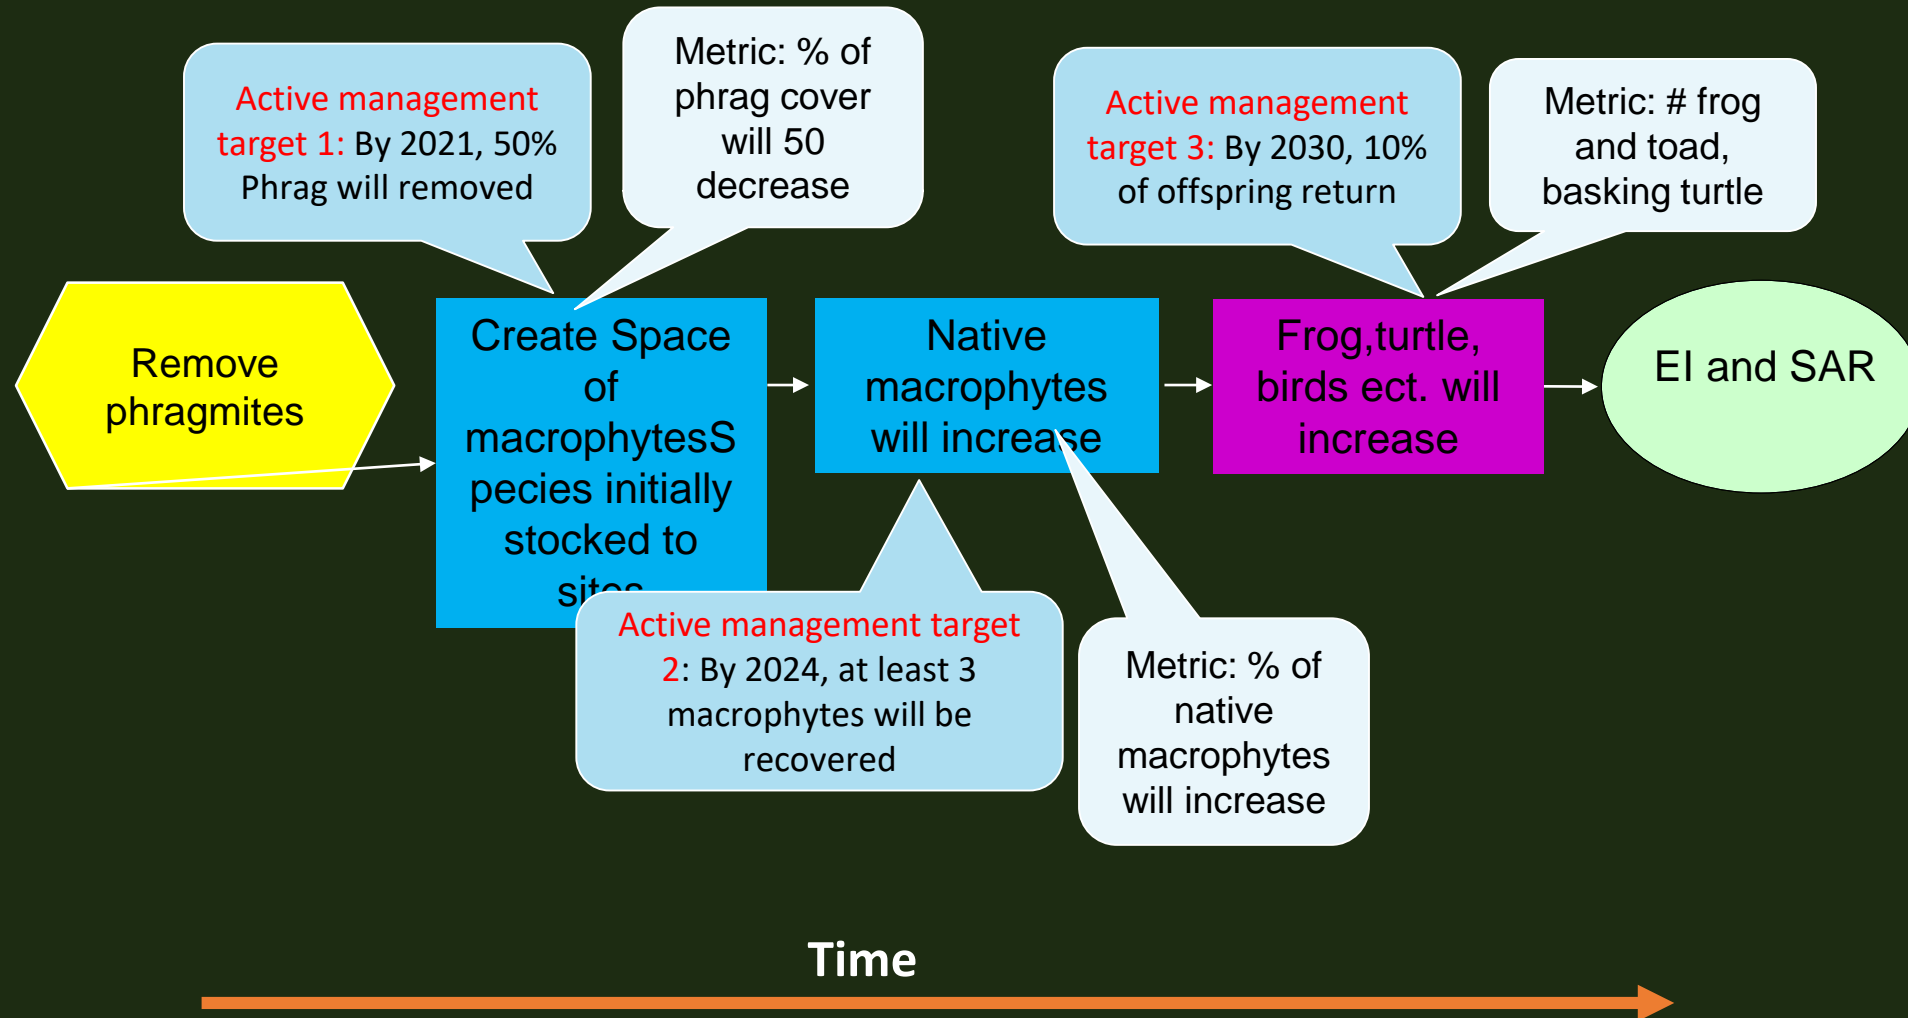 Active management
target 1: By 2021, 50%
Phrag will removed
Metric: % of
phrag cover
will 50
decrease
Active management
target 3: By 2030, 10%
of offspring return
Metric: # frog
and toad,
basking turtle
Remove
phragmites
Create Space
of
macrophytesS
pecies initially
stocked to
sites
Native
macrophytes
will increase
Frog,turtle,
birds ect. will
increase
EI and SAR
Active management target
2: By 2024, at least 3
macrophytes will be
recovered
Metric: % of
native
macrophytes
will increase
Time